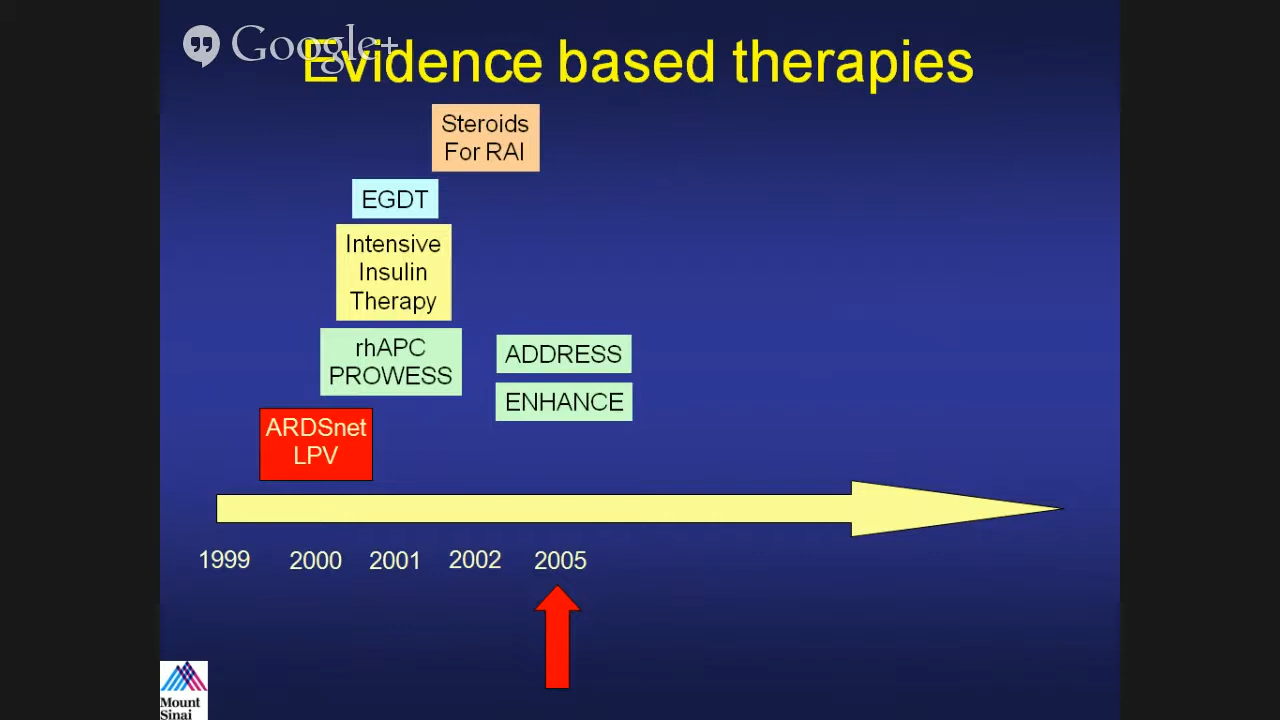 Google+
Evidence based therapies
Steroids
For RAI
EGDT
Intensive
Insulin
Therapy
rhAPC
PROWESS
ADDRESS
ENHANCE
ARDSnet
LPV
1999 2000 2001 2002 2005
Mount
Sinai